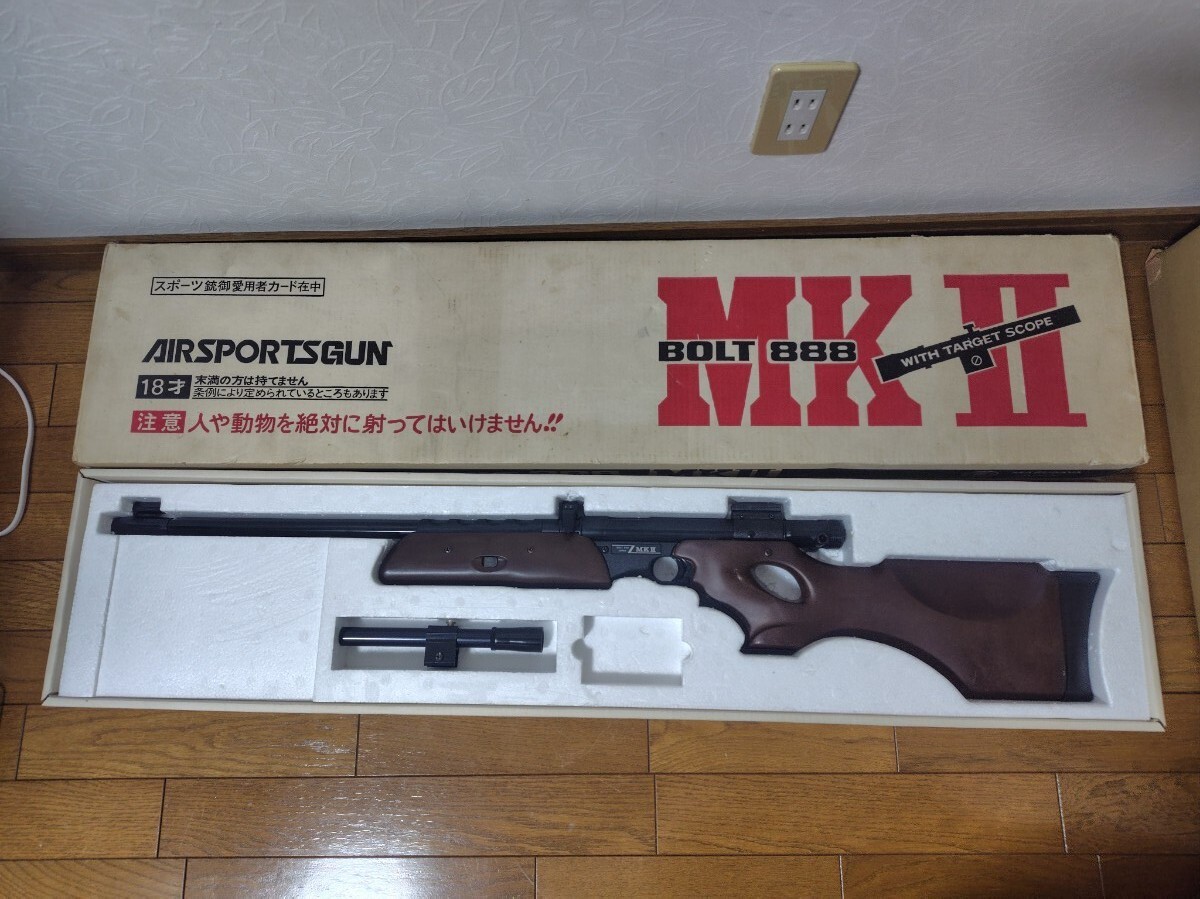 スポーツ銃御愛用者カード在中
AIRSPORTSGUN
18才 末満の方は持てません
条例により定められているところもあります
注意 人や動物を絶対に射ってはいけません!!
MKII
BOLT 888
WITH TARGET SCOPE
Z MKII